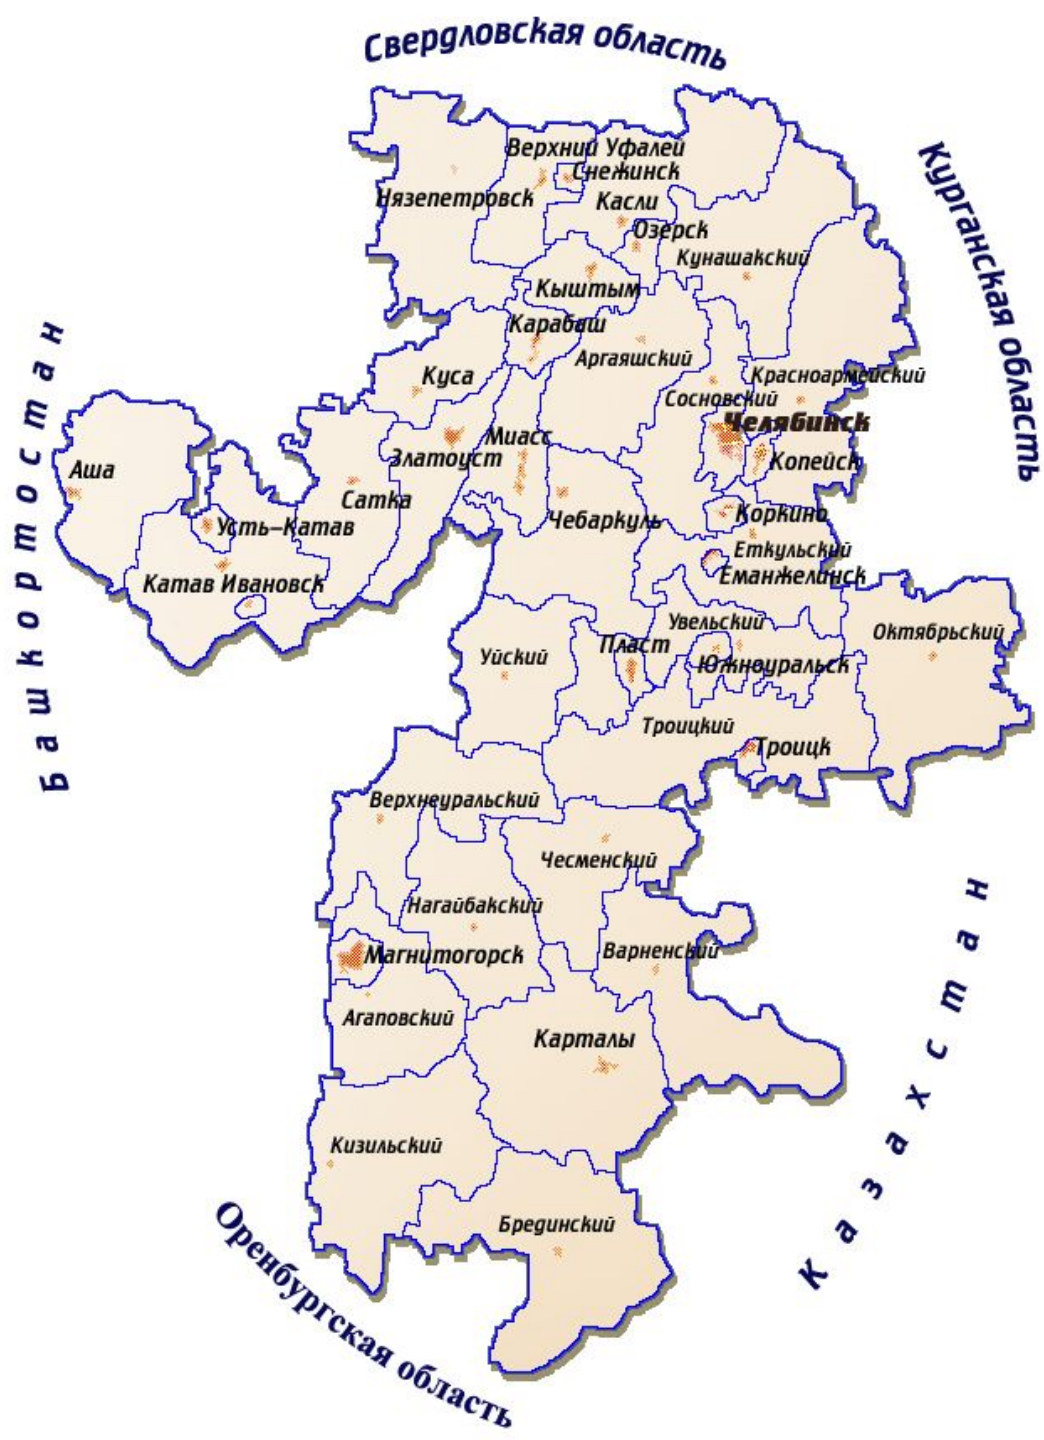 Свердловская область
Курганская область
Башкортостан
Казахстан
Оренбургская область
Верхний Уфалей
Снежинск
Нязепетровск
Касли
Озерск
Кунашакский
Кыштым
Карабаш
Аргаяшский
Куса
Красноармейский
Сосновский
Челябинск
Миасс
Златоуст
Копейск
Аша
Сатка
Чебаркуль
Коркино
Усть-Катав
Еткульский
Еманжелинск
Катав Ивановск
Увельский
Октябрьский
Пласт
Уйский
Южноуральск
Троицкий
Троицк
Верхнеуральский
Чесменский
Нагайбакский
Магнитогорск
Варненский
Агаповский
Карталы
Кизильский
Брединский